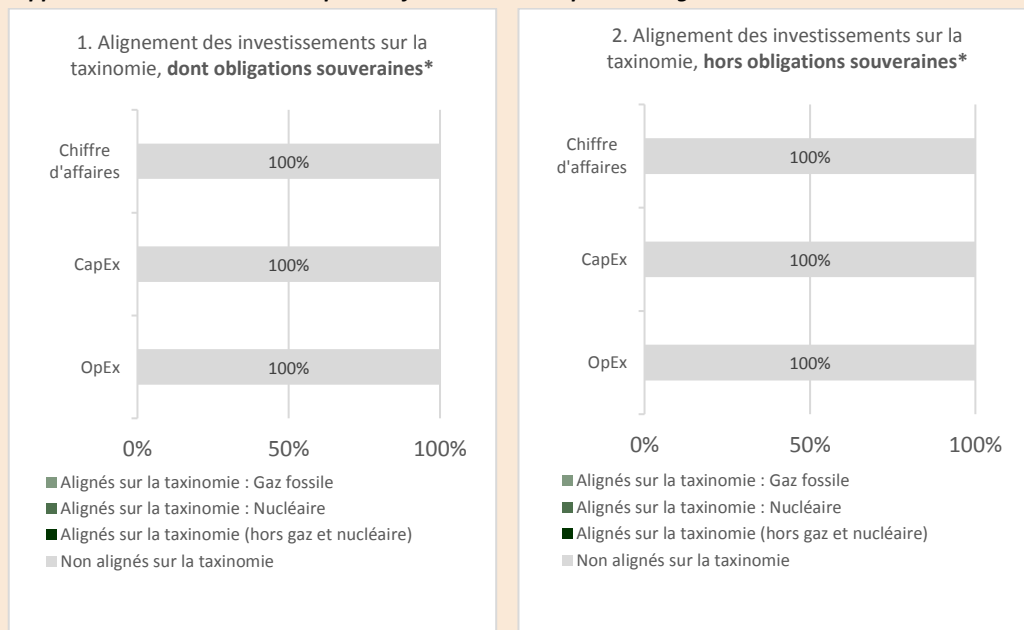 1. Alignement des investissements sur la
taxinomie, dont obligations souveraines*
Chiffre
d'affaires
100%
CapEx
100%
OpEx
100%
0%
50%
100%
Alignés sur la taxinomie : Gaz fossile
Alignés sur la taxinomie : Nucléaire
Alignés sur la taxinomie (hors gaz et nucléaire)
Non alignés sur la taxinomie
2. Alignement des investissements sur la
taxinomie, hors obligations souveraines*
Chiffre
d'affaires
100%
CapEx
100%
OpEx
100%
0%
50%
100%
Alignés sur la taxinomie : Gaz fossile
Alignés sur la taxinomie : Nucléaire
Alignés sur la taxinomie (hors gaz et nucléaire)
Non alignés sur la taxinomie